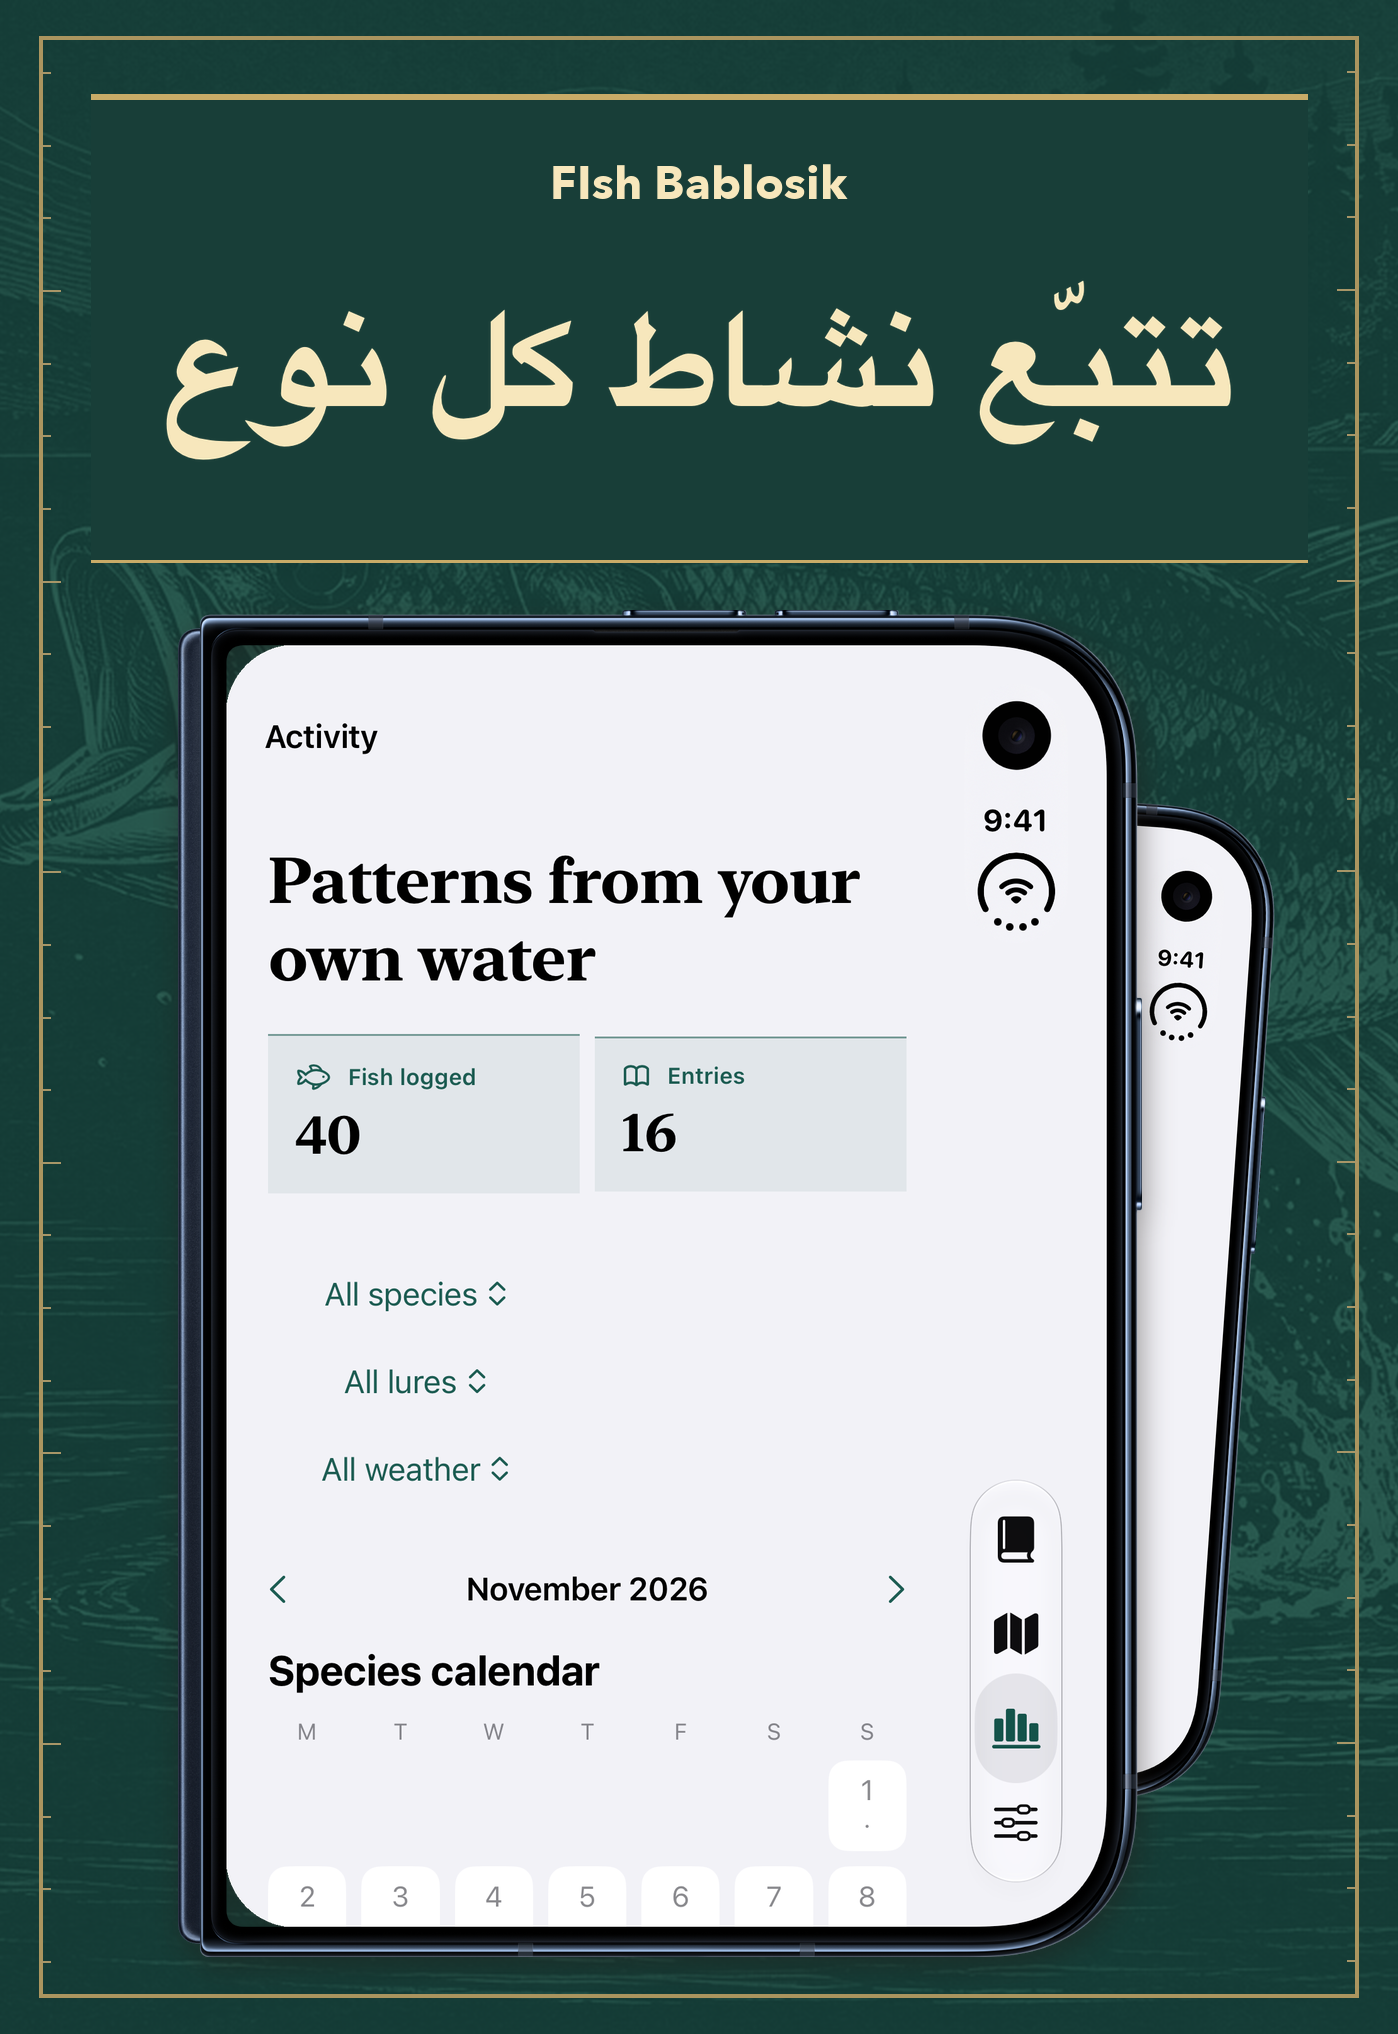 FIsh Bablosik
تتبّع نشاط كل نوع
Activity
9:41
Patterns from your
own water
Fish logged
40
Entries
16
All species
All lures
All weather
November 2026
Species calendar
M T W T F S S
1
2 3 4 5 6 7 8
9:41